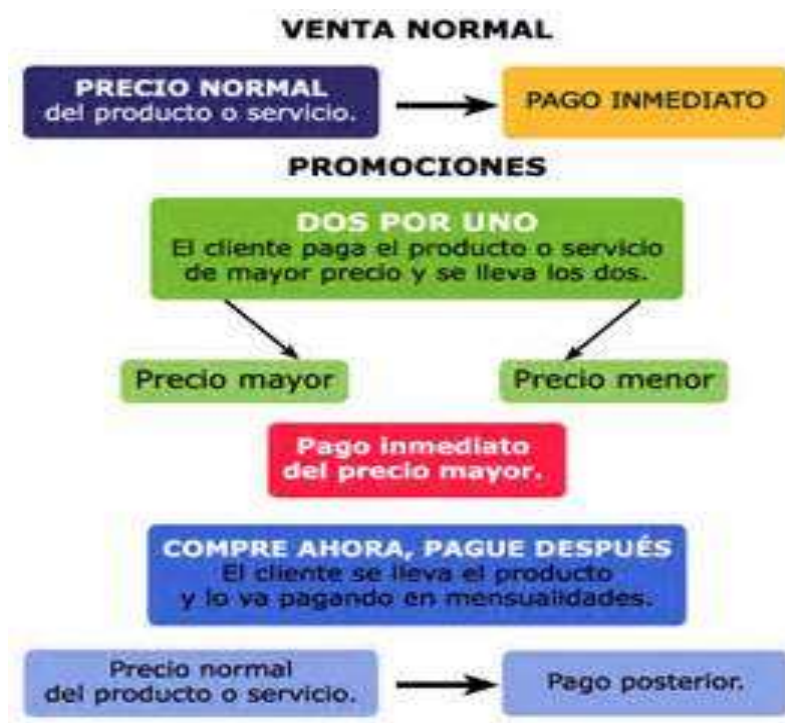 VENTA NORMAL
PRECIO NORMAL
del producto o servicio.
PAGO INMEDIATO
PROMOCIONES
DOS POR UNO
El cliente paga el producto o servicio
de mayor precio y se lleva los dos.
Precio mayor
Precio menor
Pago inmediato
del precio mayor.
COMPRE AHORA, PAGUE DESPUÉS
El cliente se lleva el producto
y lo va pagando en mensualidades.
Precio normal
del producto o servicio.
Pago posterior.